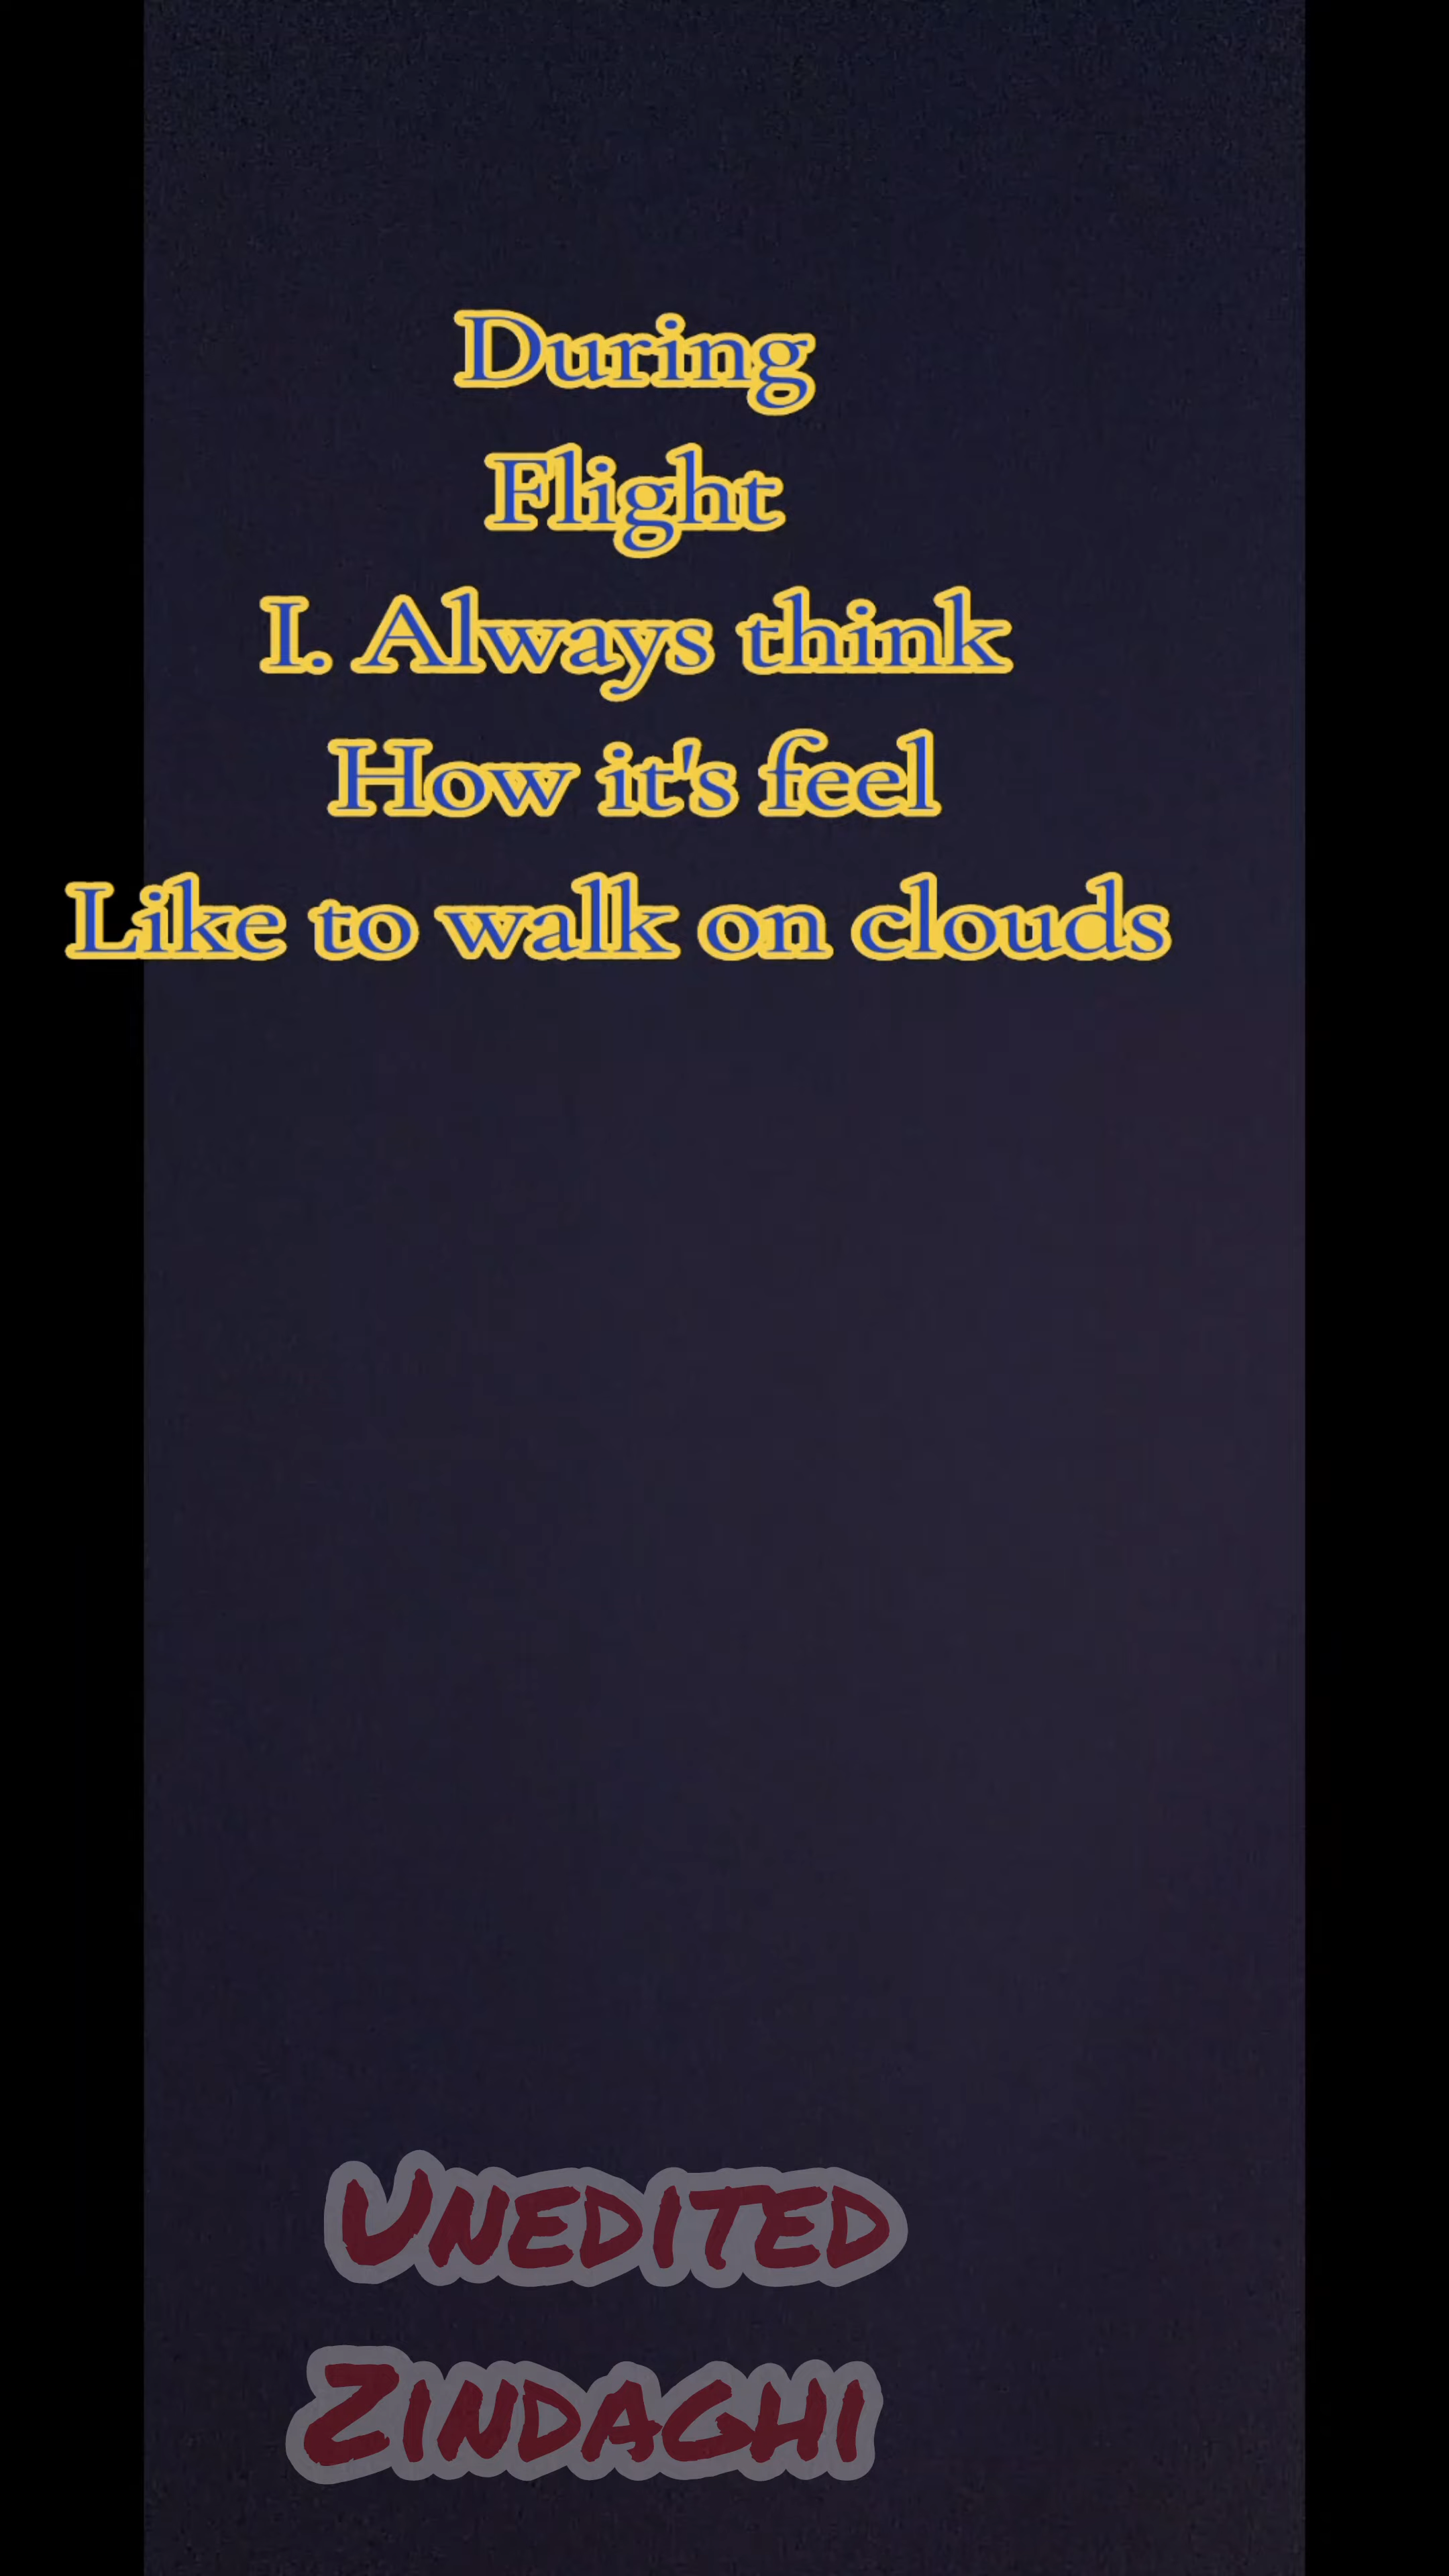 During
Flight
I. Always think
How it's feel
Like to walk on clouds
UNEDITED
ZINDAGHI